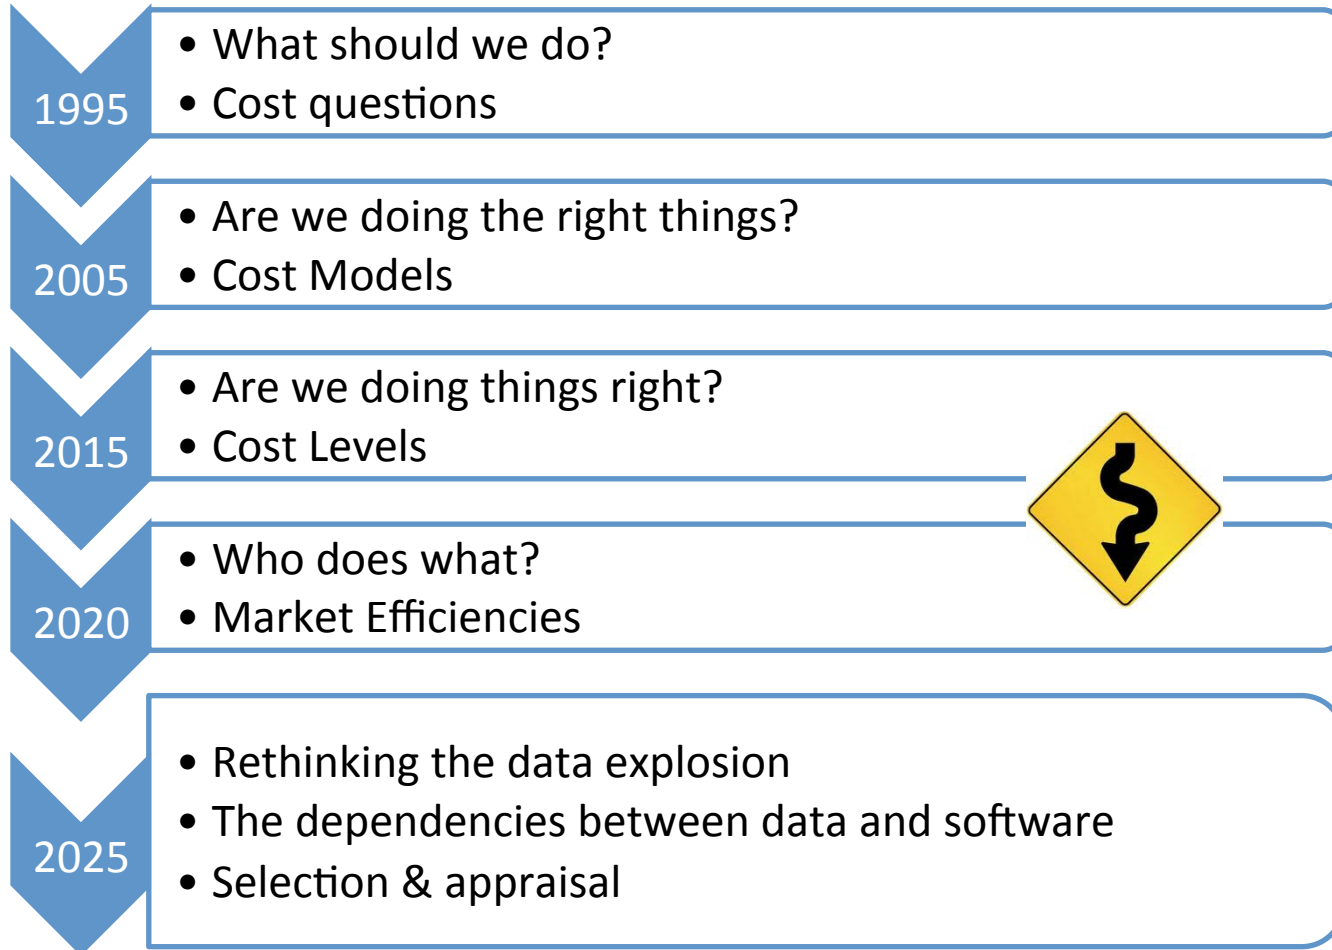 1995
• What should we do?
• Cost questions
2005
• Are we doing the right things?
• Cost Models
2015
• Are we doing things right?
• Cost Levels
2020
• Who does what?
• Market Efficiencies
2025
• Rethinking the data explosion
• The dependencies between data and software
• Selection & appraisal